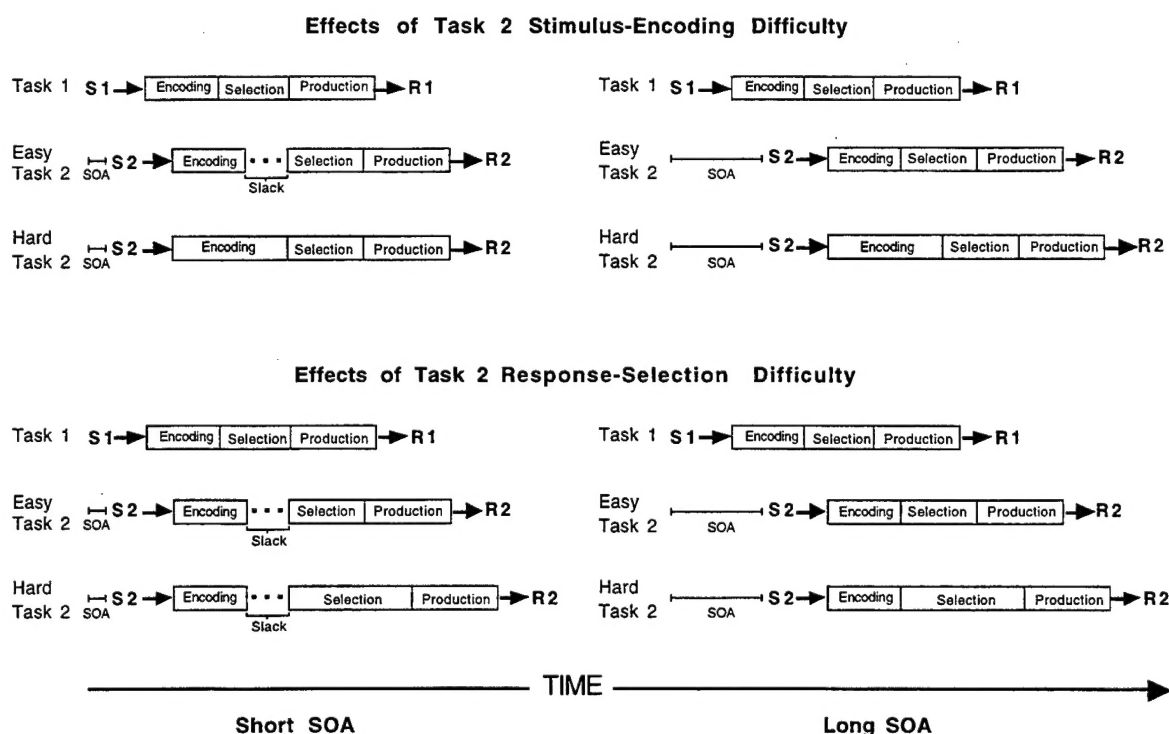 Effects of Task 2 Stimulus-Encoding Difficulty
Task 1 S1 Encoding Selection Production R1
Task 1 S1 Encoding Selection Production R1
Easy
Task 2 SOA S2 Encoding Selection Production R2
Slack
Easy
Task 2 SOA S2 Encoding Selection Production R2
Hard
Task 2 SOA S2 Encoding Selection Production R2
Hard
Task 2 SOA S2 Encoding Selection Production R2
Effects of Task 2 Response-Selection Difficulty
Task 1 S1 Encoding Selection Production R1
Task 1 S1 Encoding Selection Production R1
Easy
Task 2 SOA S2 Encoding Selection Production R2
Slack
Easy
Task 2 SOA S2 Encoding Selection Production R2
Hard
Task 2 SOA S2 Encoding Selection Production R2
Slack
Hard
Task 2 SOA S2 Encoding Selection Production R2
TIME
Short SOA
Long SOA